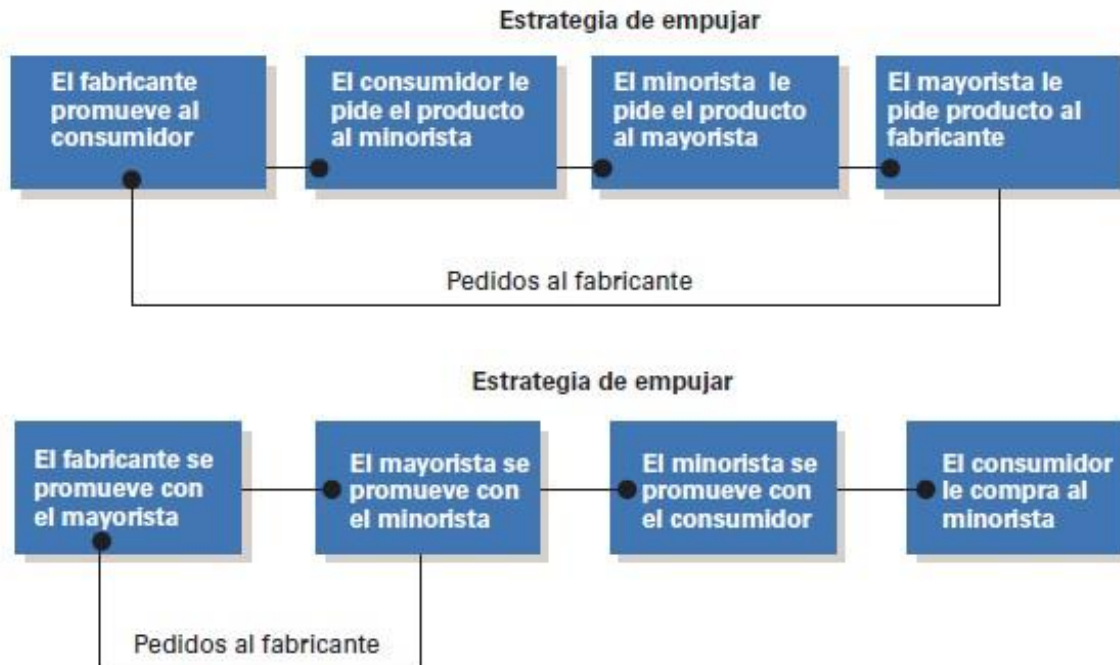 Estrategia de empujar
El fabricante
promueve al
consumidor
El consumidor le
pide el producto
al minorista
El minorista le
pide el producto
al mayorista
El mayorista le
pide producto al
fabricante
Pedidos al fabricante
Estrategia de empujar
El fabricante se
promueve con
el mayorista
El mayorista se
promueve con
el minorista
El minorista se
promueve con
el consumidor
El consumidor
le compra al
minorista
Pedidos al fabricante